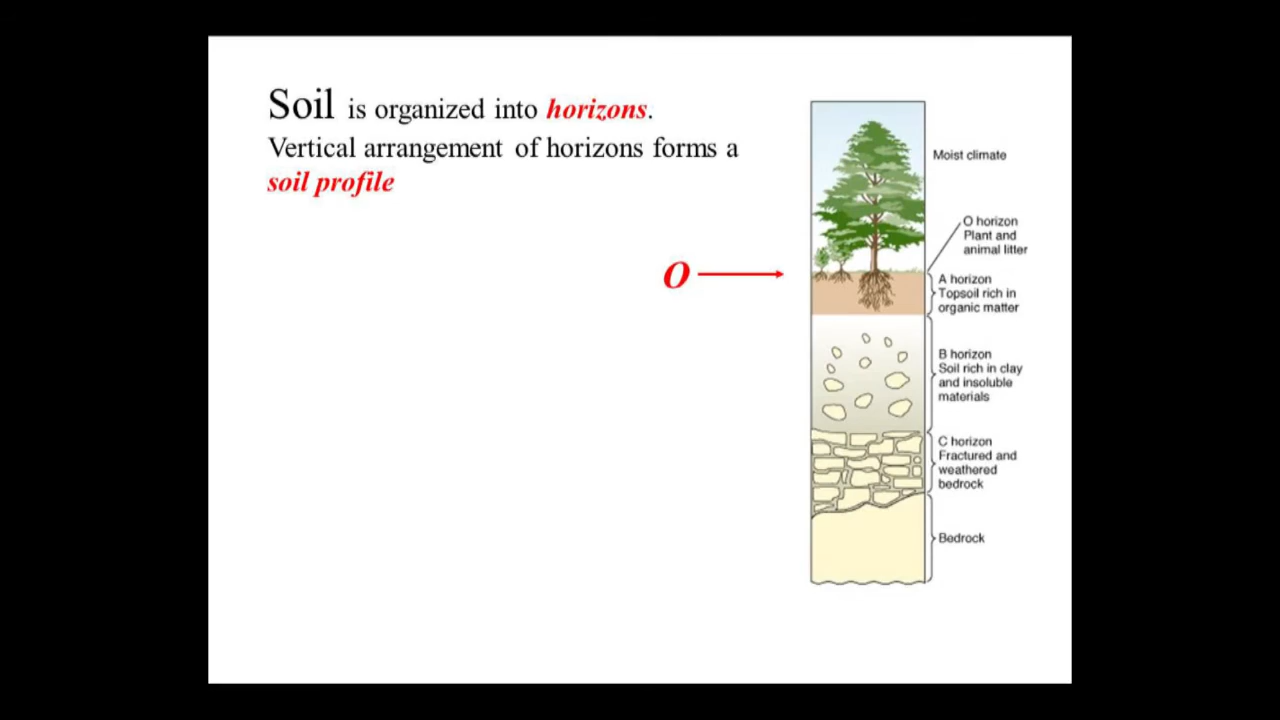 Soil is organized into horizons.
Vertical arrangement of horizons forms a
soil profile
Moist climate
O horizon
Plant and
animal litter
O
A horizon
Topsoil rich in
organic matter
B horizon
Soil rich in clay
and insoluble
materials
C horizon
Fractured and
weathered
bedrock
Bedrock